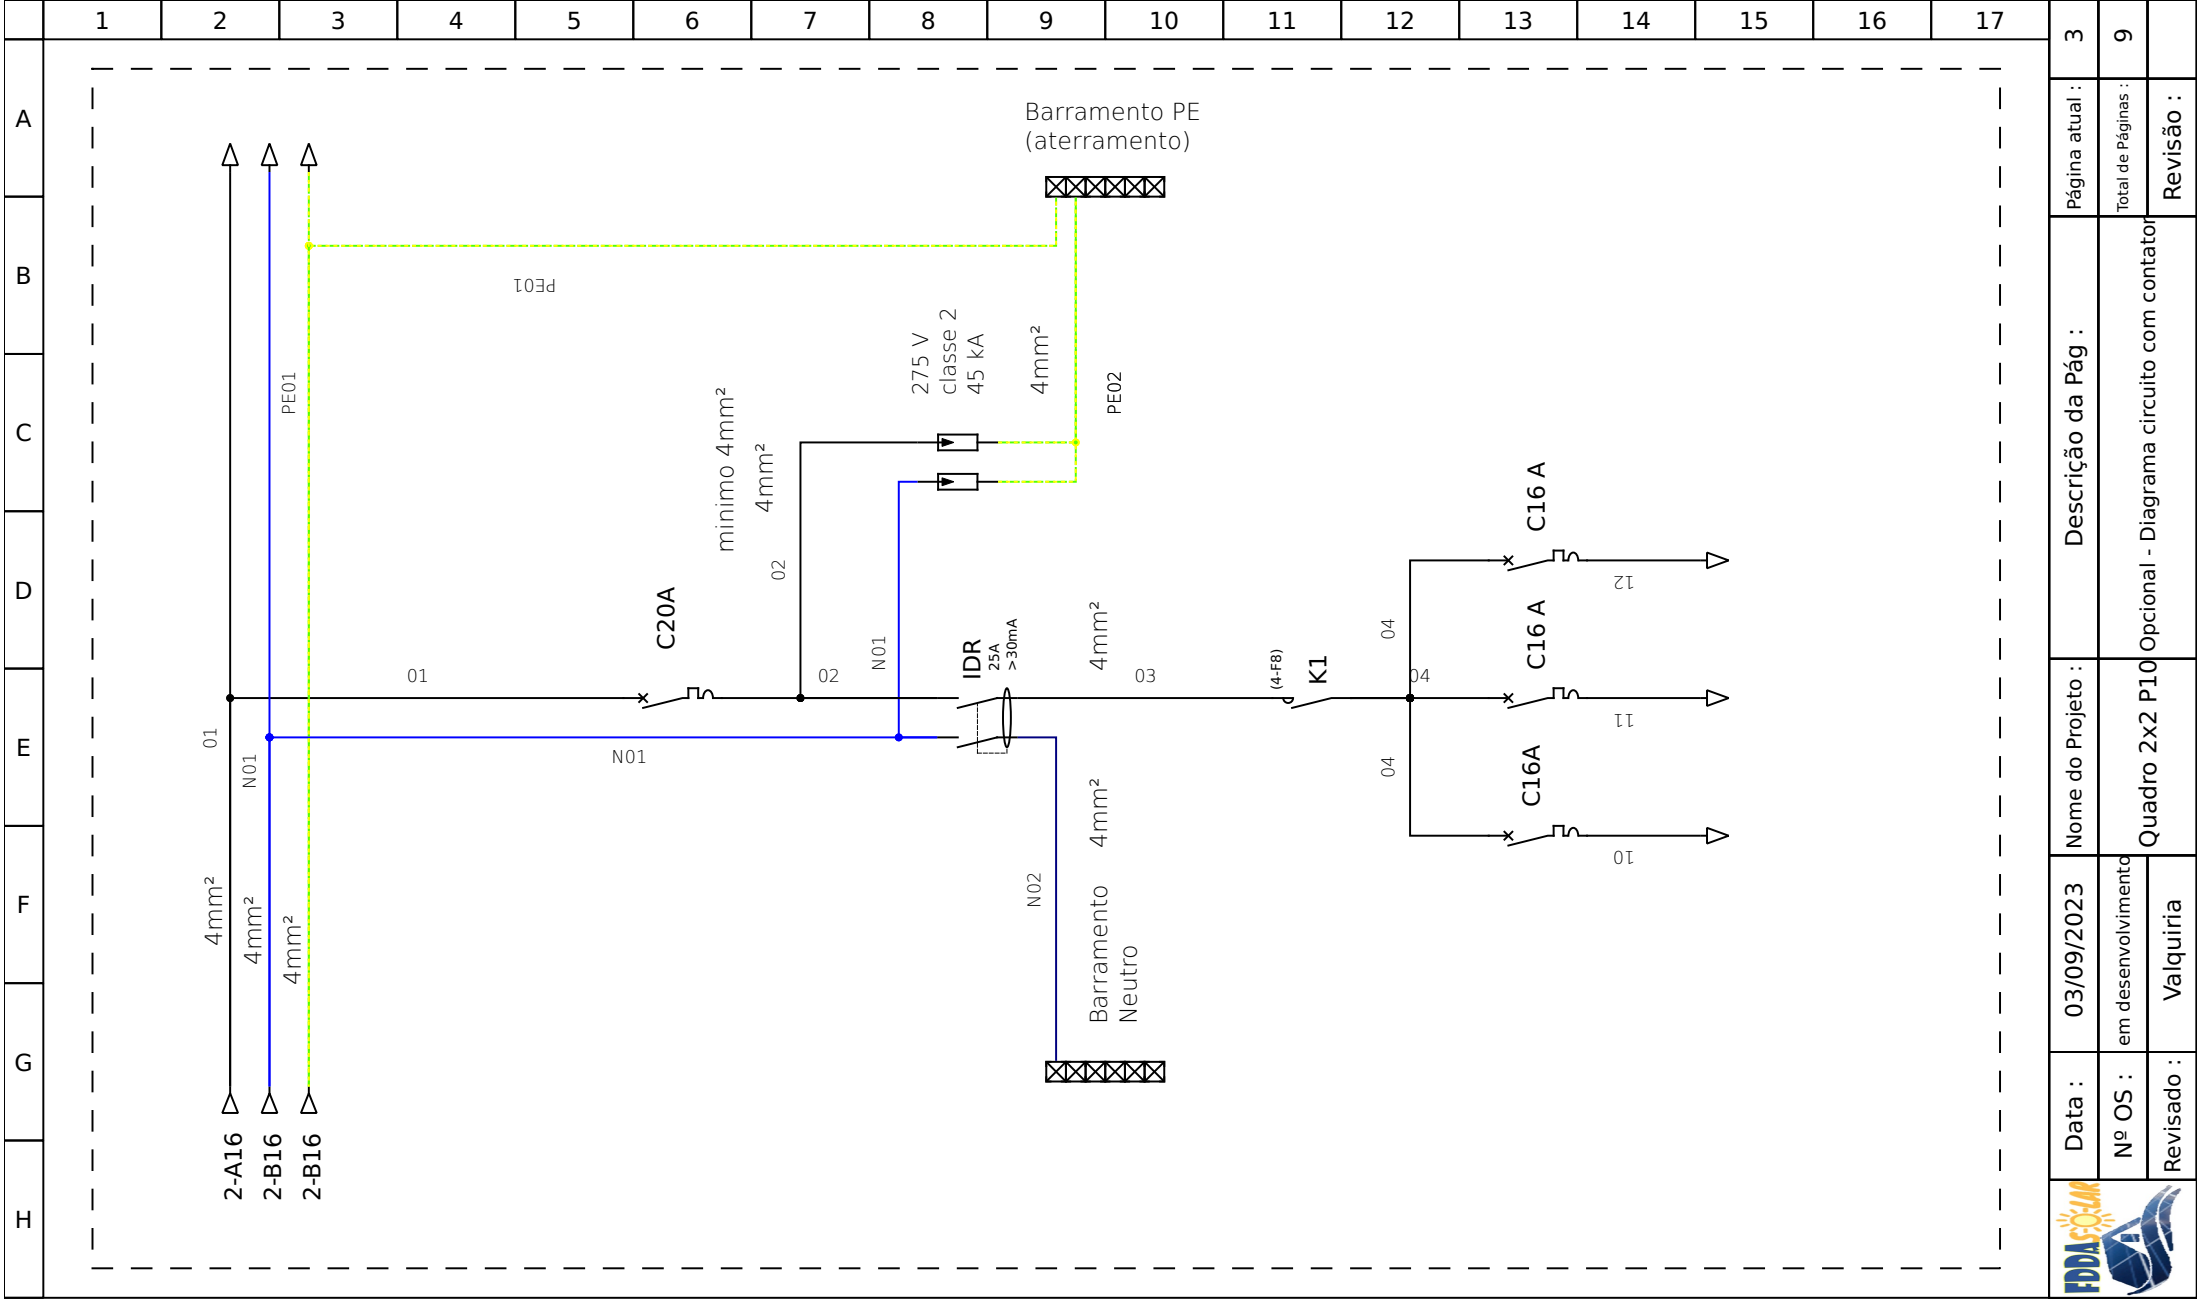 1 2 3 4 5 6 7 8 9 10 11 12 13 14 15 16 17
A
B
C
D
E
F
G
H
Barramento PE
(aterramento)
PE01
PE01
275 V
classe 2
45 kA
4mm²
PE02
minimo 4mm²
4mm²
02
C20A
01
02
N01
IDR
25A
>30mA
4mm²
03
(4-F8)
K1
04
04
04
C16 A
12
C16 A
11
C16A
10
01
N01
N01
4mm²
4mm²
4mm²
N02
4mm²
Barramento
Neutro
2-A16
2-B16
2-B16
Data :
03/09/2023
Nome do Projeto :
Descrição da Pág :
Página atual :
3
Nº OS :
em desenvolvimento
Quadro 2x2 P10
Opcional - Diagrama circuito com contator
Total de Páginas :
9
Revisado :
Valquiria
Revisão :
FDDA SOLAR